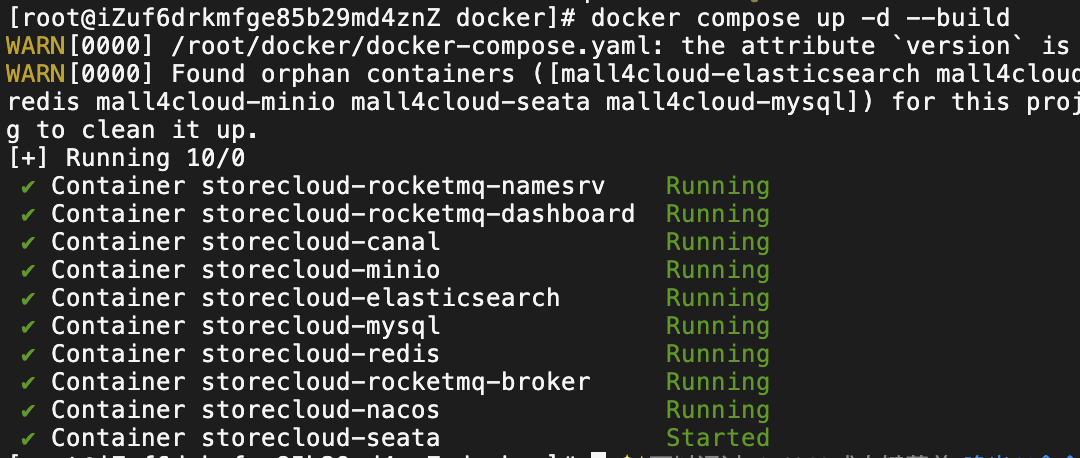 [root@iZuf6drkmfge85b29md4znZ docker]# docker compose up -d --build
WARN[0000] /root/docker/docker-compose.yaml: the attribute `version` is
WARN[0000] Found orphan containers ([mall4cloud-elasticsearch mall4cloud
redis mall4cloud-minio mall4cloud-seata mall4cloud-mysql]) for this proj
g to clean it up.
[+] Running 10/0
✔ Container storecloud-rocketmq-namesrv Running
✔ Container storecloud-rocketmq-dashboard Running
✔ Container storecloud-canal Running
✔ Container storecloud-minio Running
✔ Container storecloud-elasticsearch Running
✔ Container storecloud-mysql Running
✔ Container storecloud-redis Running
✔ Container storecloud-rocketmq-broker Running
✔ Container storecloud-nacos Running
✔ Container storecloud-seata Started
[root@iZuf6drkmfge85b29md4znZ docker]#